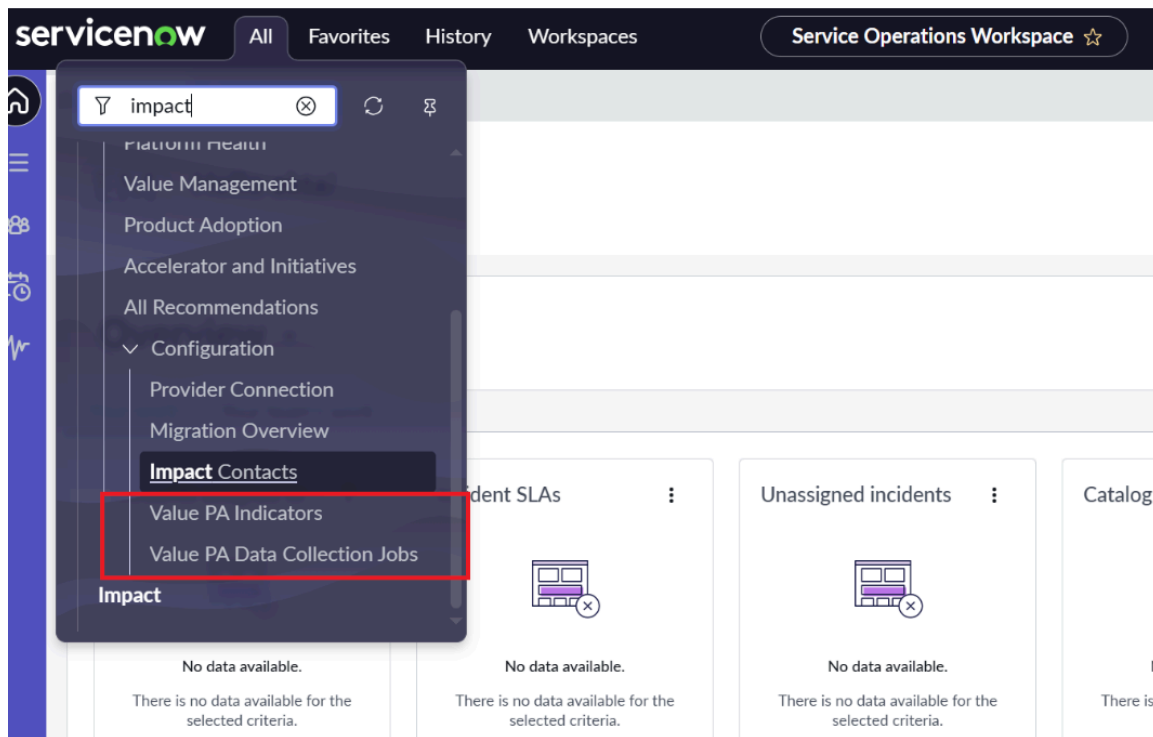 servicenow All Favorites History Workspaces Service Operations Workspace
impact
Platform Health
Value Management
Product Adoption
Accelerator and Initiatives
All Recommendations
Configuration
Provider Connection
Migration Overview
Impact Contacts
Value PA Indicators
Value PA Data Collection Jobs
Impact
ident SLAs
Unassigned incidents
Catalog
No data available.
There is no data available for the
selected criteria.
No data available.
There is no data available for the
selected criteria.
No data available.
There is no data available for the
selected criteria.
There is